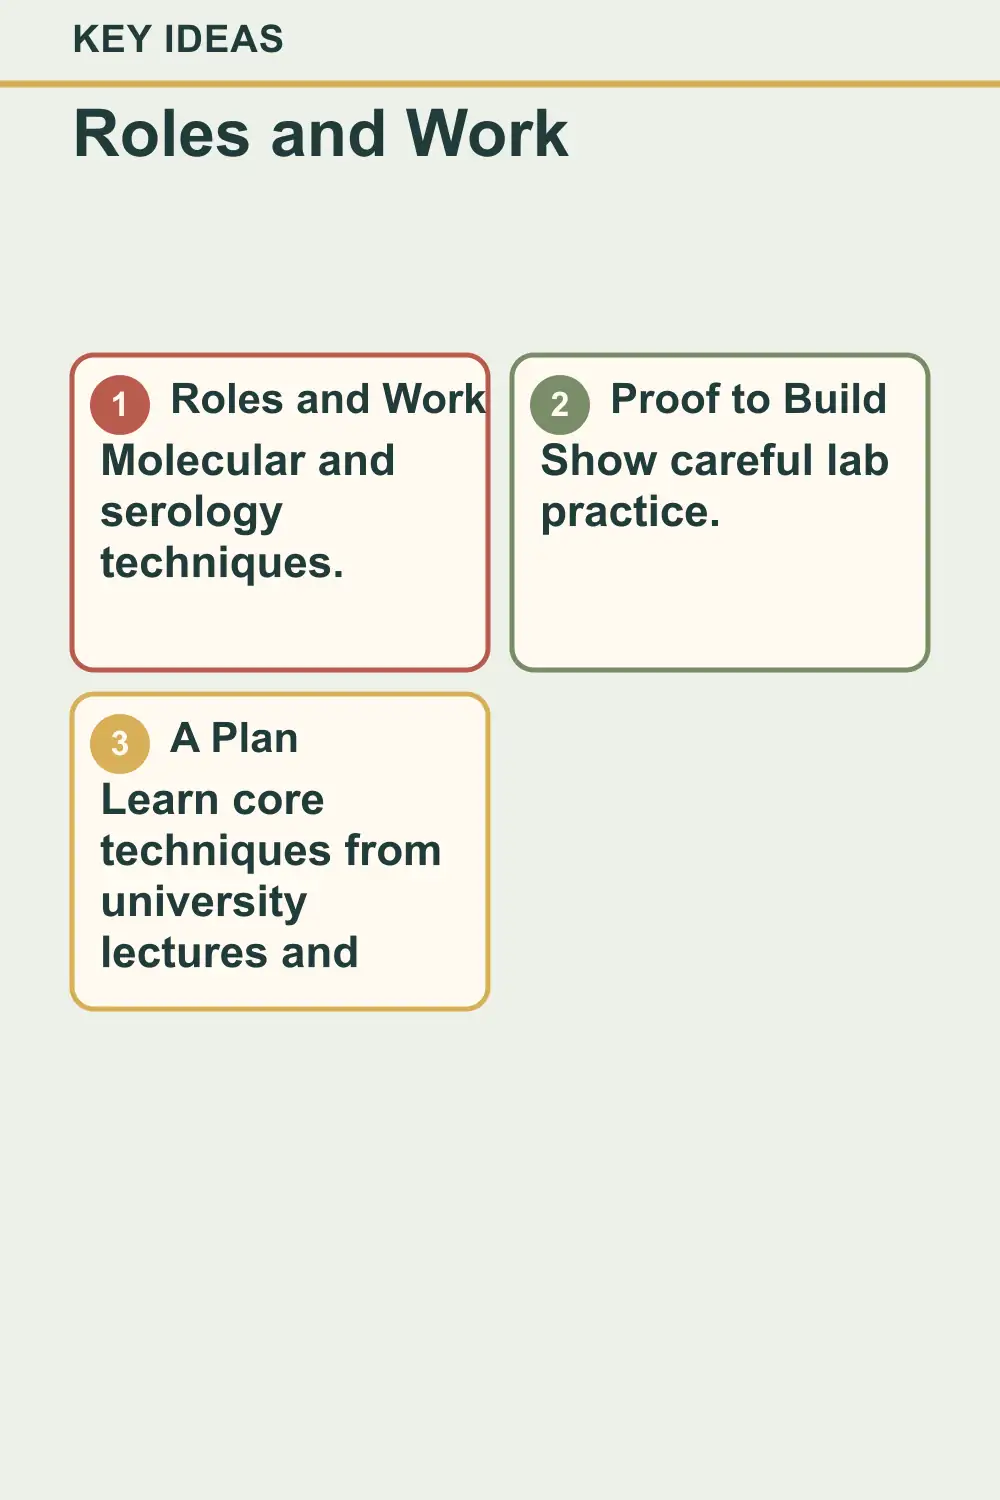 KEY IDEAS
Roles and Work
1 Roles and Work
Molecular and
serology
techniques.
2 Proof to Build
Show careful lab
practice.
3 A Plan
Learn core
techniques from
university
lectures and